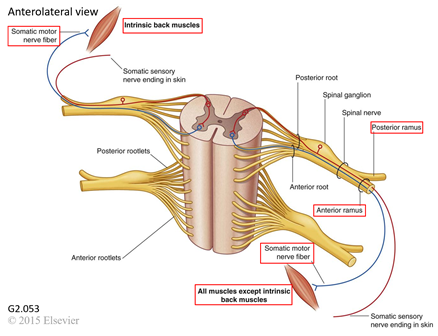 Anterolateral view
Intrinsic back muscles
Somatic motor
nerve fiber
Somatic sensory
nerve ending in skin
Posterior root
Spinal ganglion
Spinal nerve
Posterior ramus
Posterior rootlets
Anterior root
Anterior ramus
Anterior rootlets
Somatic motor
nerve fiber
All muscles except intrinsic
back muscles
Somatic sensory
nerve ending in skin
G2.053
© 2015 Elsevier